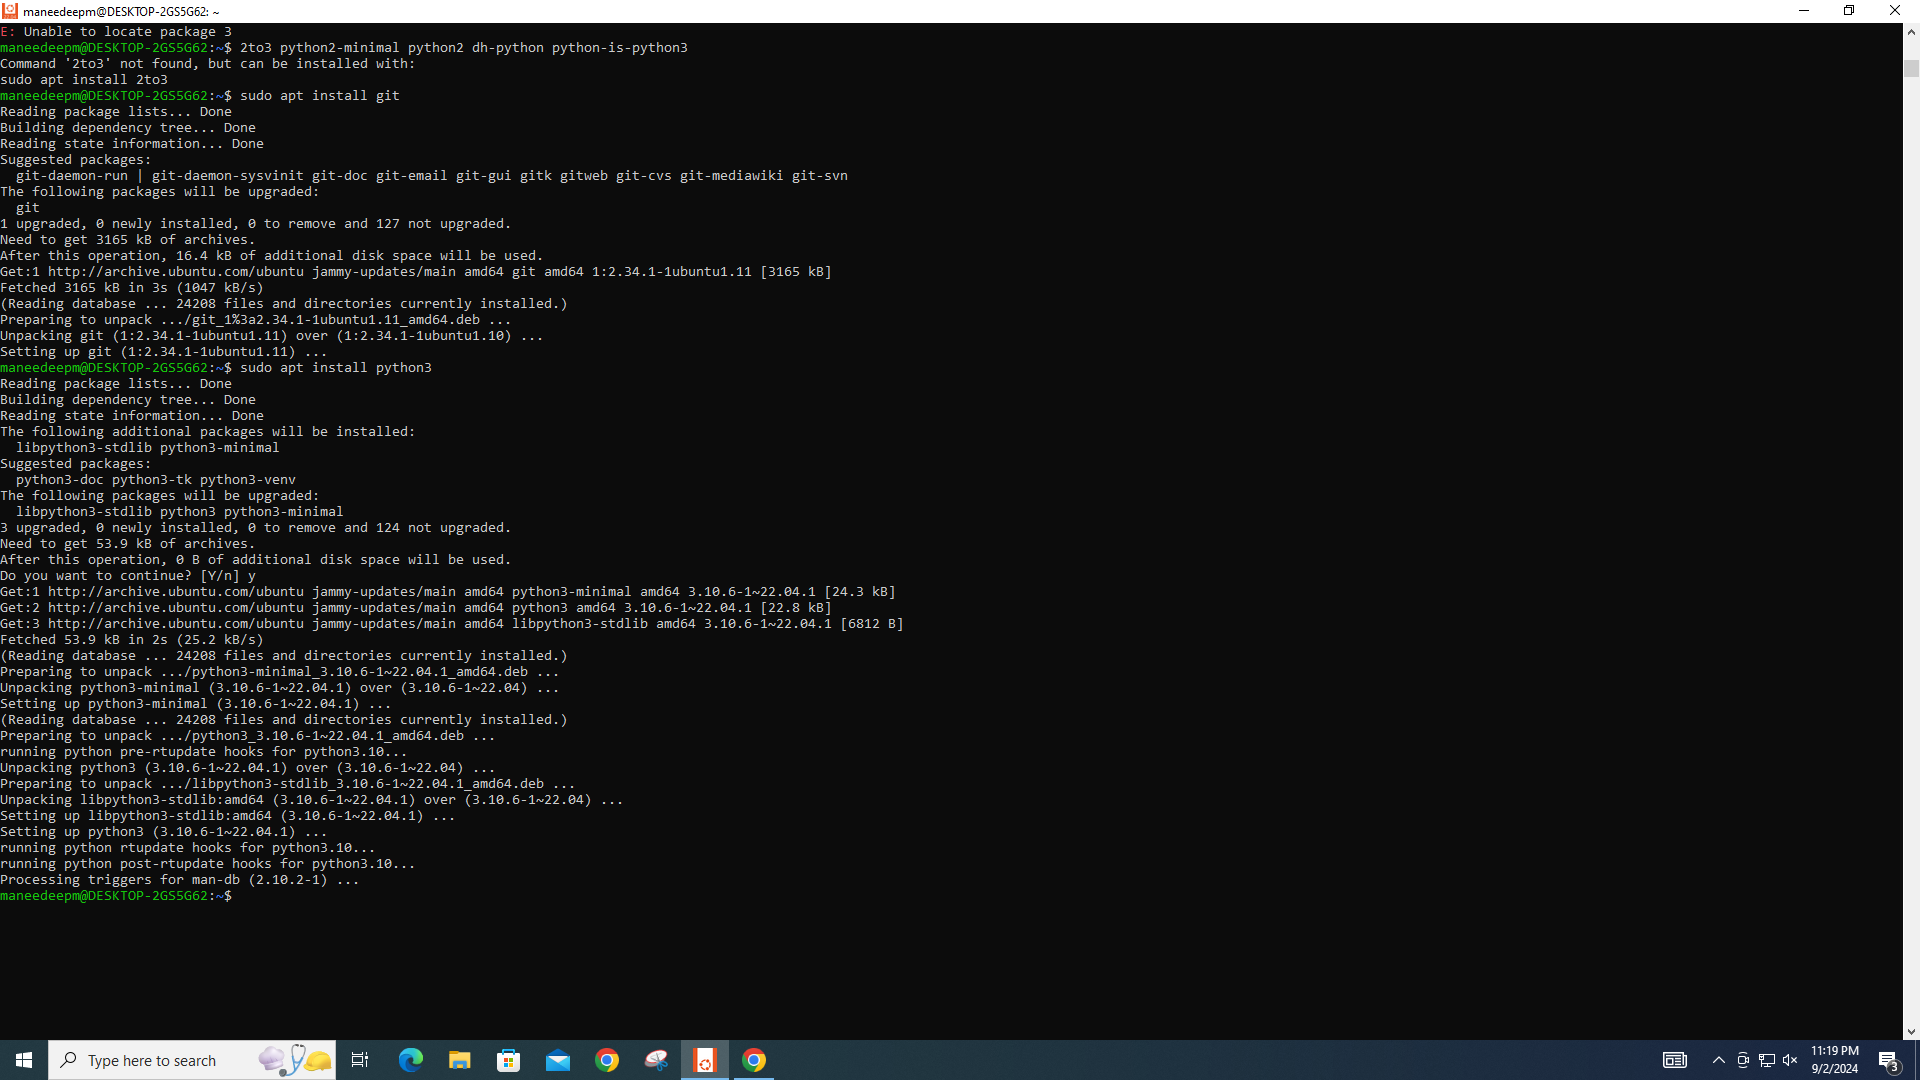 maneedeepm@DESKTOP-2GS5G62: ~
E: Unable to locate package 3
maneedeepm@DESKTOP-2GS5G62:~$ 2to3 python2-minimal python2 dh-python python-is-python3
Command '2to3' not found, but can be installed with:
sudo apt install 2to3
maneedeepm@DESKTOP-2GS5G62:~$ sudo apt install git
Reading package lists... Done
Building dependency tree... Done
Reading state information... Done
Suggested packages:
  git-daemon-run | git-daemon-sysvinit git-doc git-email git-gui gitk gitweb git-cvs git-mediawiki git-svn
The following packages will be upgraded:
  git
1 upgraded, 0 newly installed, 0 to remove and 127 not upgraded.
Need to get 3165 kB of archives.
After this operation, 16.4 kB of additional disk space will be used.
Get:1 http://archive.ubuntu.com/ubuntu jammy-updates/main amd64 git amd64 1:2.34.1-1ubuntu1.11 [3165 kB]
Fetched 3165 kB in 3s (1047 kB/s)
(Reading database ... 24208 files and directories currently installed.)
Preparing to unpack .../git_1%3a2.34.1-1ubuntu1.11_amd64.deb ...
Unpacking git (1:2.34.1-1ubuntu1.11) over (1:2.34.1-1ubuntu1.10) ...
Setting up git (1:2.34.1-1ubuntu1.11) ...
maneedeepm@DESKTOP-2GS5G62:~$ sudo apt install python3
Reading package lists... Done
Building dependency tree... Done
Reading state information... Done
The following additional packages will be installed:
  libpython3-stdlib python3-minimal
Suggested packages:
  python3-doc python3-tk python3-venv
The following packages will be upgraded:
  libpython3-stdlib python3 python3-minimal
3 upgraded, 0 newly installed, 0 to remove and 124 not upgraded.
Need to get 53.9 kB of archives.
After this operation, 0 B of additional disk space will be used.
Do you want to continue? [Y/n] y
Get:1 http://archive.ubuntu.com/ubuntu jammy-updates/main amd64 python3-minimal amd64 3.10.6-1~22.04.1 [24.3 kB]
Get:2 http://archive.ubuntu.com/ubuntu jammy-updates/main amd64 python3 amd64 3.10.6-1~22.04.1 [22.8 kB]
Get:3 http://archive.ubuntu.com/ubuntu jammy-updates/main amd64 libpython3-stdlib amd64 3.10.6-1~22.04.1 [6812 B]
Fetched 53.9 kB in 2s (25.2 kB/s)
(Reading database ... 24208 files and directories currently installed.)
Preparing to unpack .../python3-minimal_3.10.6-1~22.04.1_amd64.deb ...
Unpacking python3-minimal (3.10.6-1~22.04.1) over (3.10.6-1~22.04) ...
Setting up python3-minimal (3.10.6-1~22.04.1) ...
(Reading database ... 24208 files and directories currently installed.)
Preparing to unpack .../python3_3.10.6-1~22.04.1_amd64.deb ...
running python pre-rtupdate hooks for python3.10...
Unpacking python3 (3.10.6-1~22.04.1) over (3.10.6-1~22.04) ...
Preparing to unpack .../libpython3-stdlib_3.10.6-1~22.04.1_amd64.deb ...
Unpacking libpython3-stdlib:amd64 (3.10.6-1~22.04.1) over (3.10.6-1~22.04) ...
Setting up libpython3-stdlib:amd64 (3.10.6-1~22.04.1) ...
Setting up python3 (3.10.6-1~22.04.1) ...
running python rtupdate hooks for python3.10...
running python post-rtupdate hooks for python3.10...
Processing triggers for man-db (2.10.2-1) ...
maneedeepm@DESKTOP-2GS5G62:~$
Type here to search
11:19 PM
9/2/2024
3